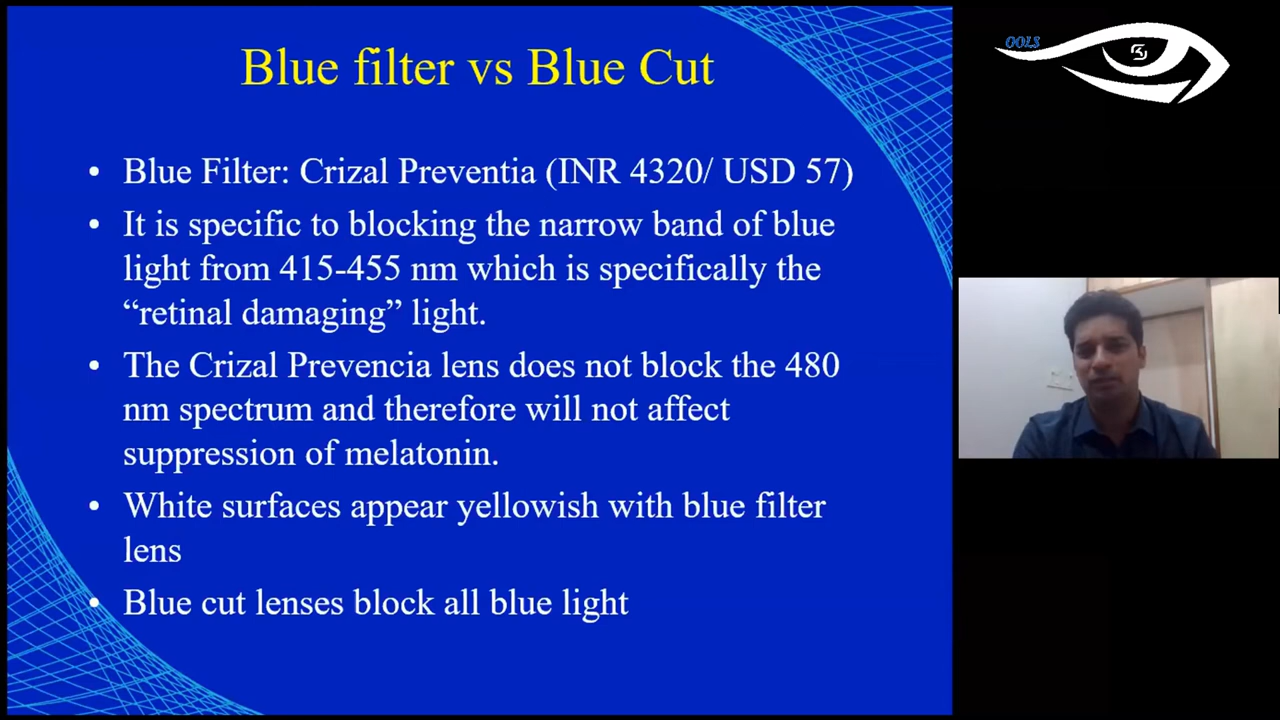 Blue filter vs Blue Cut
OOLS
• Blue Filter: Crizal Preventia (INR 4320/ USD 57)
• It is specific to blocking the narrow band of blue
light from 415-455 nm which is specifically the
“retinal damaging” light.
• The Crizal Prevencia lens does not block the 480
nm spectrum and therefore will not affect
suppression of melatonin.
• White surfaces appear yellowish with blue filter
lens
• Blue cut lenses block all blue light